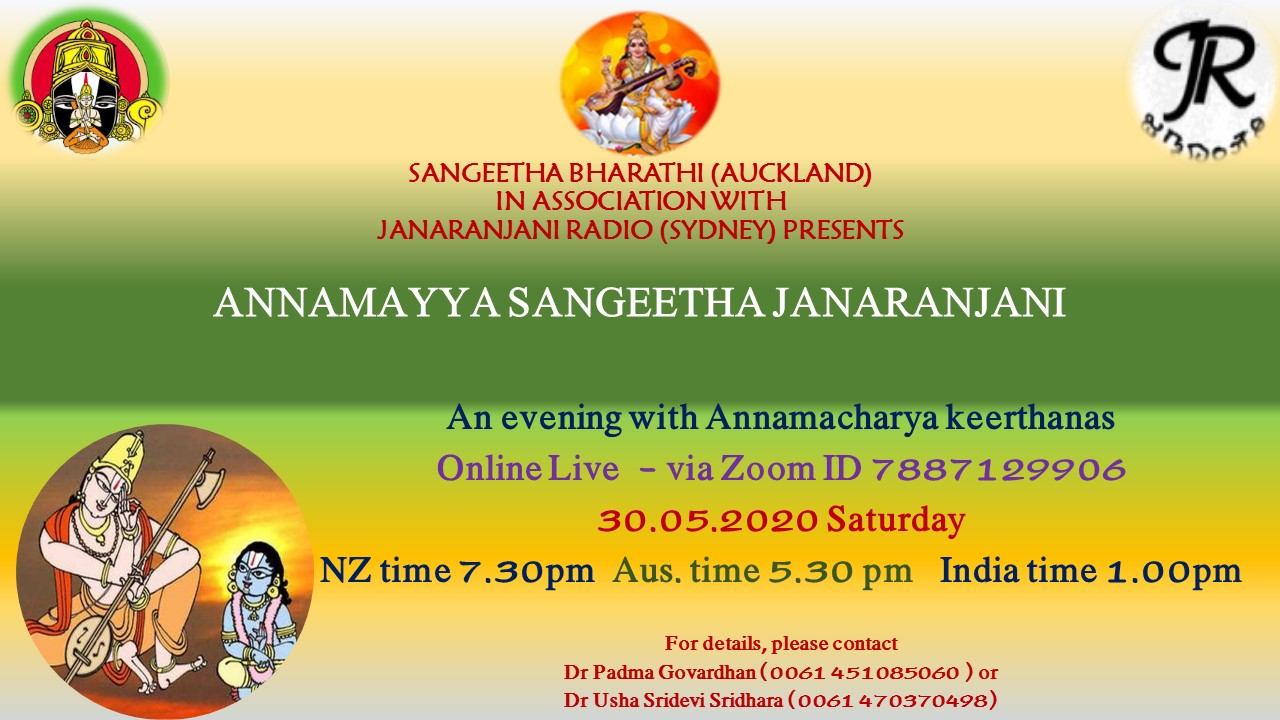 JR
SANGEETHA BHARATHI (AUCKLAND)
IN ASSOCIATION WITH
JANARANJANI RADIO (SYDNEY) PRESENTS
ANNAMAYYA SANGEETHA JANARANJANI
An evening with Annamacharya keerthanas
Online Live - via Zoom ID 7887129906
30.05.2020 Saturday
NZ time 7.30pm Aus. time 5.30 pm India time 1.00pm
For details, please contact
Dr Padma Govardhan (0061 451085060 ) or
Dr Usha Sridevi Sridhara (0061 470370498)